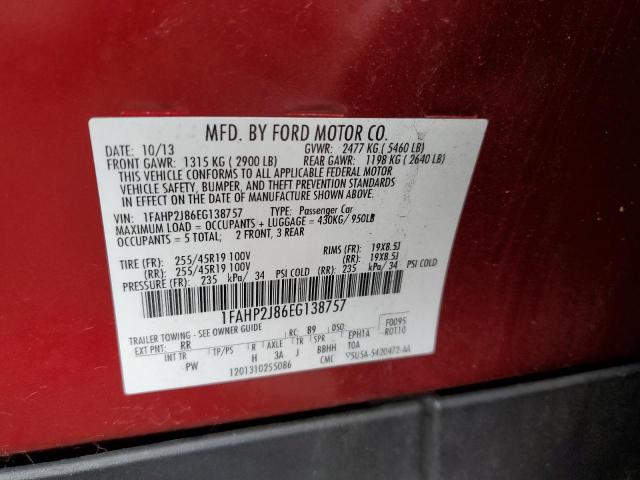 MFD. BY FORD MOTOR CO.
DATE: 10/13 GVWR: 2477 KG ( 5460 LB)
FRONT GAWR: 1315 KG ( 2900 LB) REAR GAWR: 1198 KG ( 2640 LB)
THIS VEHICLE CONFORMS TO ALL APPLICABLE FEDERAL MOTOR
VEHICLE SAFETY, BUMPER, AND THEFT PREVENTION STANDARDS
IN EFFECT ON THE DATE OF MANUFACTURE SHOWN ABOVE.
VIN: 1FAHP2J86EG138757 TYPE: Passenger Car
MAXIMUM LOAD = OCCUPANTS + LUGGAGE = 430KG/ 950LB
OCCUPANTS = 5 TOTAL; 2 FRONT, 3 REAR
TIRE (FR): 255/45R19 100V RIMS (FR): 19X8.5J
(RR): 255/45R19 100V (RR): 19X8.5J
PRESSURE (FR): 235 kPa/ 34 PSI COLD (RR): 235 kPa/ 34 PSI COLD
1FAHP2J86EG138757
TRAILER TOWING - SEE OWNER GUIDE RC: 89 DSO: F0095
EXT PNT: RR R AXLE TR SPR EPH1A R0T10
INT TR TP/PS H 3A J BBHH TOA
PW 1201310255086 CMC 5U5A-5420472-AA